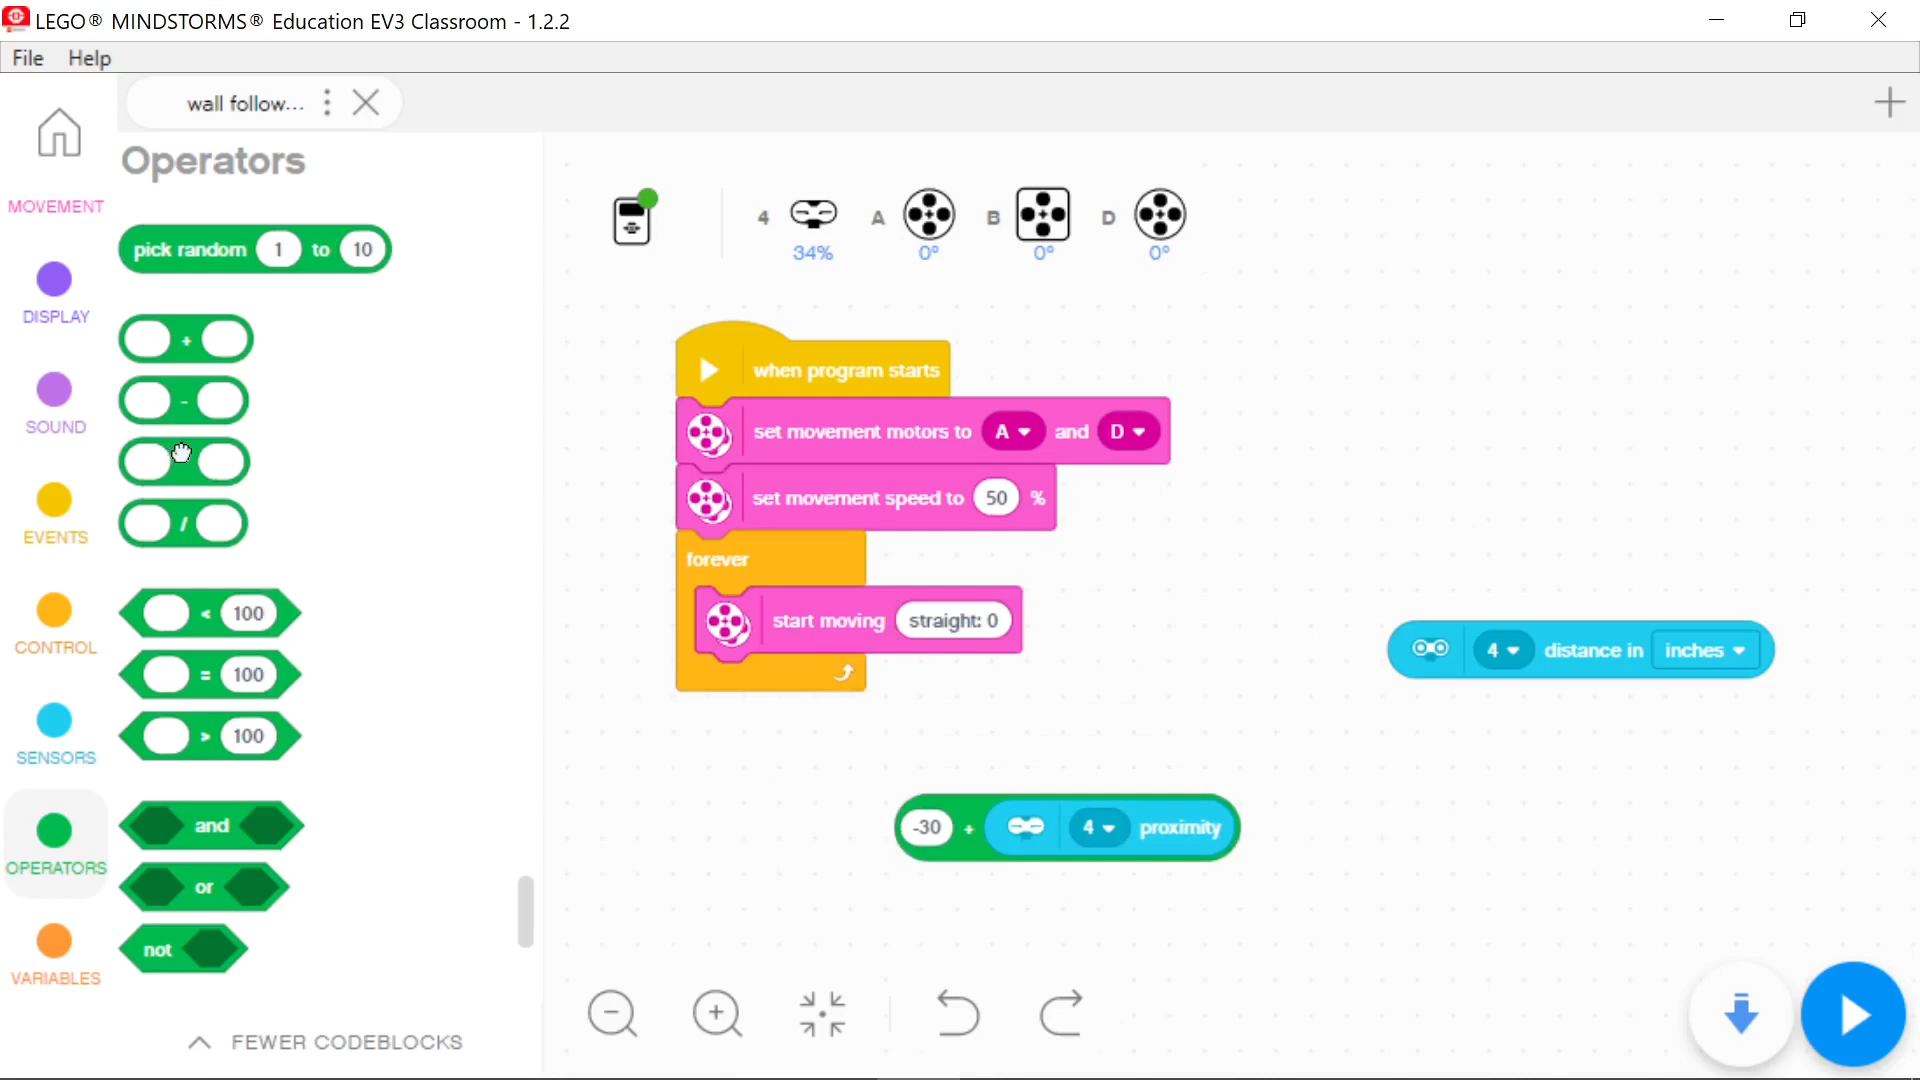 LEGO® MINDSTORMS® Education EV3 Classroom - 1.2.2
File Help
wall follow...
Operators
MOVEMENT
DISPLAY
SOUND
EVENTS
CONTROL
SENSORS
OPERATORS
VARIABLES
pick random 1 to 10
+
-
/
< 100
= 100
> 100
and
or
not
FEWER CODEBLOCKS
4 A B D
34% 0° 0° 0°
when program starts
set movement motors to A and D
set movement speed to 50 %
forever
start moving straight: 0
4 distance in inches
-30 + 4 proximity